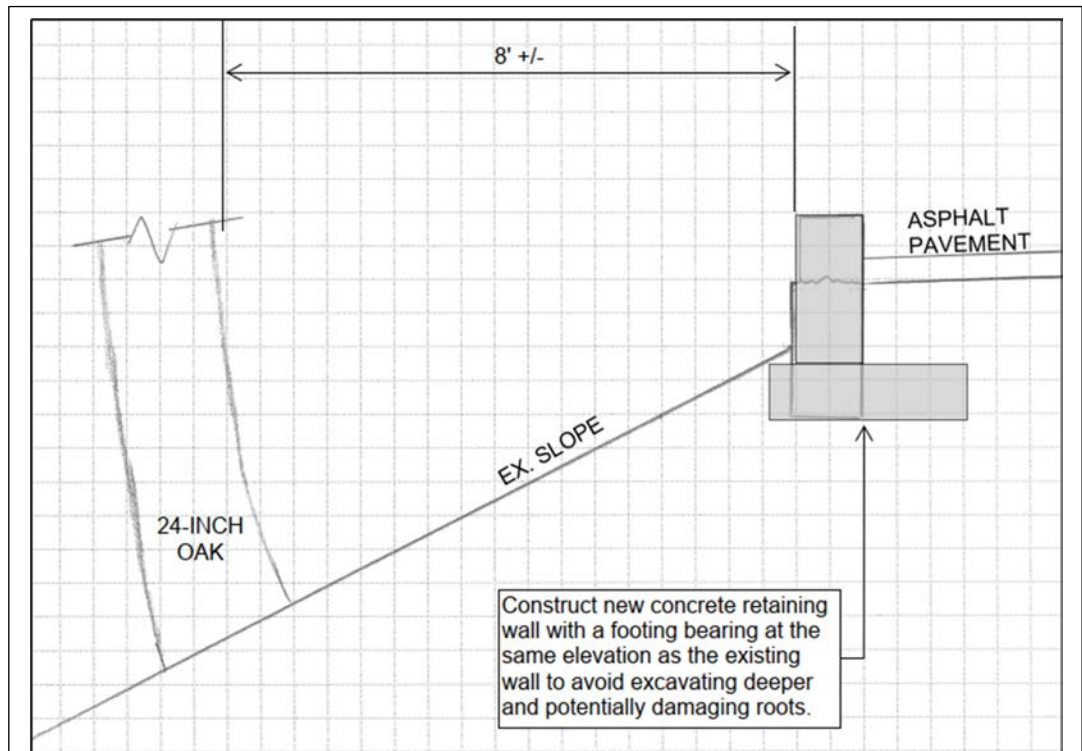 8' +/-
ASPHALT
PAVEMENT
EX. SLOPE
24-INCH
OAK
Construct new concrete retaining
wall with a footing bearing at the
same elevation as the existing
wall to avoid excavating deeper
and potentially damaging roots.